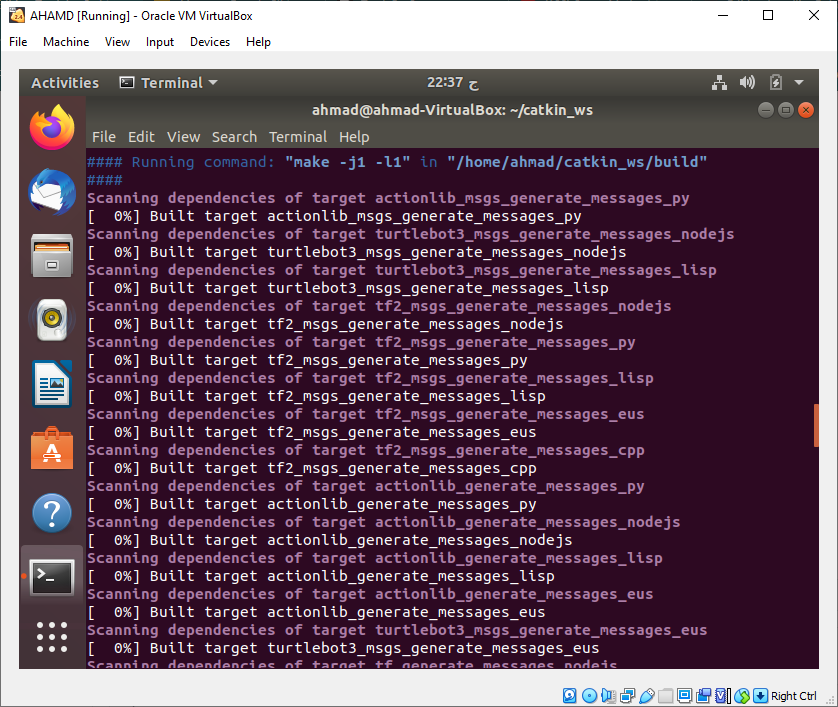 AHAMD [Running] - Oracle VM VirtualBox
File Machine View Input Devices Help
Activities Terminal 22:37 ح
ahmad@ahmad-VirtualBox: ~/catkin_ws
File Edit View Search Terminal Help
#### Running command: "make -j1 -l1" in "/home/ahmad/catkin_ws/build"
####
Scanning dependencies of target actionlib_msgs_generate_messages_py
[  0%] Built target actionlib_msgs_generate_messages_py
Scanning dependencies of target turtlebot3_msgs_generate_messages_nodejs
[  0%] Built target turtlebot3_msgs_generate_messages_nodejs
Scanning dependencies of target turtlebot3_msgs_generate_messages_lisp
[  0%] Built target turtlebot3_msgs_generate_messages_lisp
Scanning dependencies of target tf2_msgs_generate_messages_nodejs
[  0%] Built target tf2_msgs_generate_messages_nodejs
Scanning dependencies of target tf2_msgs_generate_messages_py
[  0%] Built target tf2_msgs_generate_messages_py
Scanning dependencies of target tf2_msgs_generate_messages_lisp
[  0%] Built target tf2_msgs_generate_messages_lisp
Scanning dependencies of target tf2_msgs_generate_messages_eus
[  0%] Built target tf2_msgs_generate_messages_eus
Scanning dependencies of target tf2_msgs_generate_messages_cpp
[  0%] Built target tf2_msgs_generate_messages_cpp
Scanning dependencies of target actionlib_generate_messages_py
[  0%] Built target actionlib_generate_messages_py
Scanning dependencies of target actionlib_generate_messages_nodejs
[  0%] Built target actionlib_generate_messages_nodejs
Scanning dependencies of target actionlib_generate_messages_lisp
[  0%] Built target actionlib_generate_messages_lisp
Scanning dependencies of target actionlib_generate_messages_eus
[  0%] Built target actionlib_generate_messages_eus
Scanning dependencies of target turtlebot3_msgs_generate_messages_eus
[  0%] Built target turtlebot3_msgs_generate_messages_eus
Scanning dependencies of target tf_generate_messages_nodejs
Right Ctrl